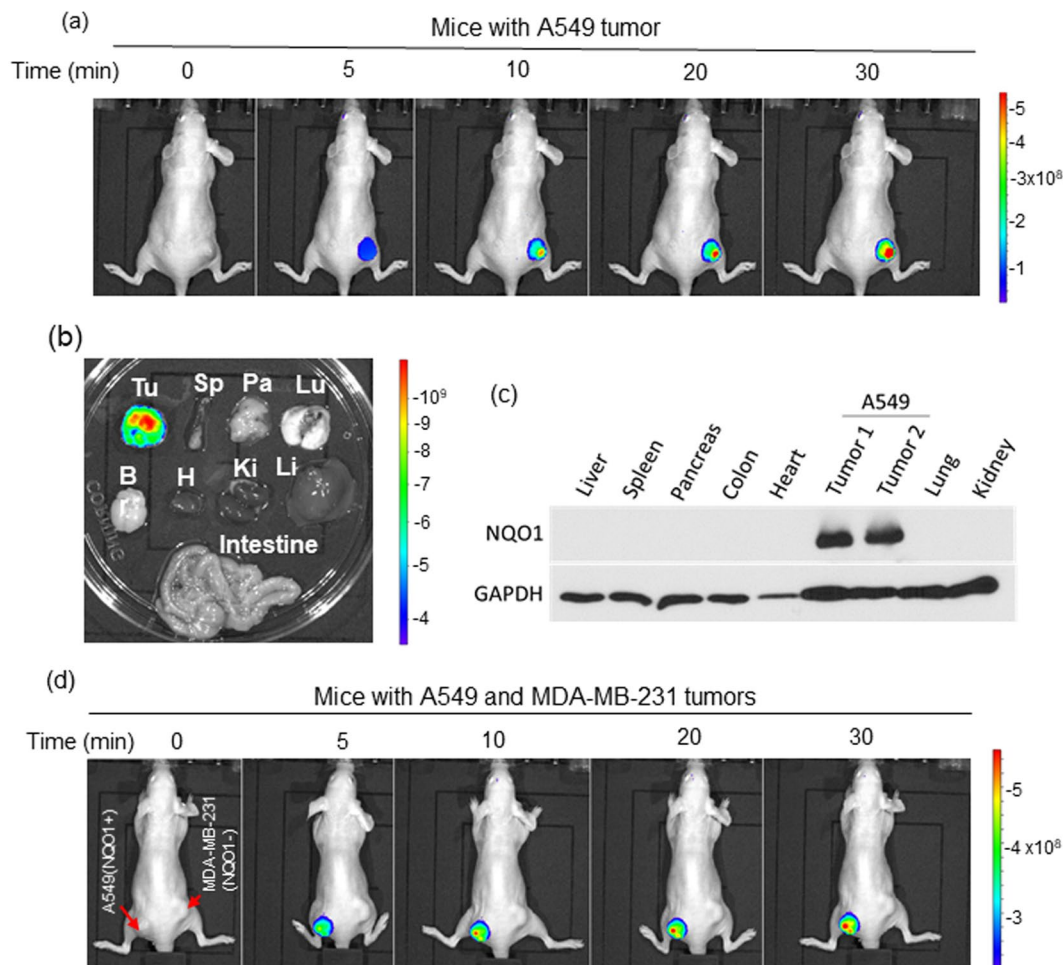 (a)
Mice with A549 tumor
Time (min) 0 5 10 20 30
-5
-4
-3x10⁸
-2
-1
(b)
Tu Sp Pa Lu
B H Ki Li
Intestine
-10⁹
-9
-8
-7
-6
-5
-4
(c)
A549
Liver Spleen Pancreas Colon Heart Tumor 1 Tumor 2 Lung Kidney
NQO1
GAPDH
(d)
Mice with A549 and MDA-MB-231 tumors
Time (min) 0 5 10 20 30
A549(NQO1+)
MDA-MB-231
(NQO1-)
-5
-4 x10⁸
-3